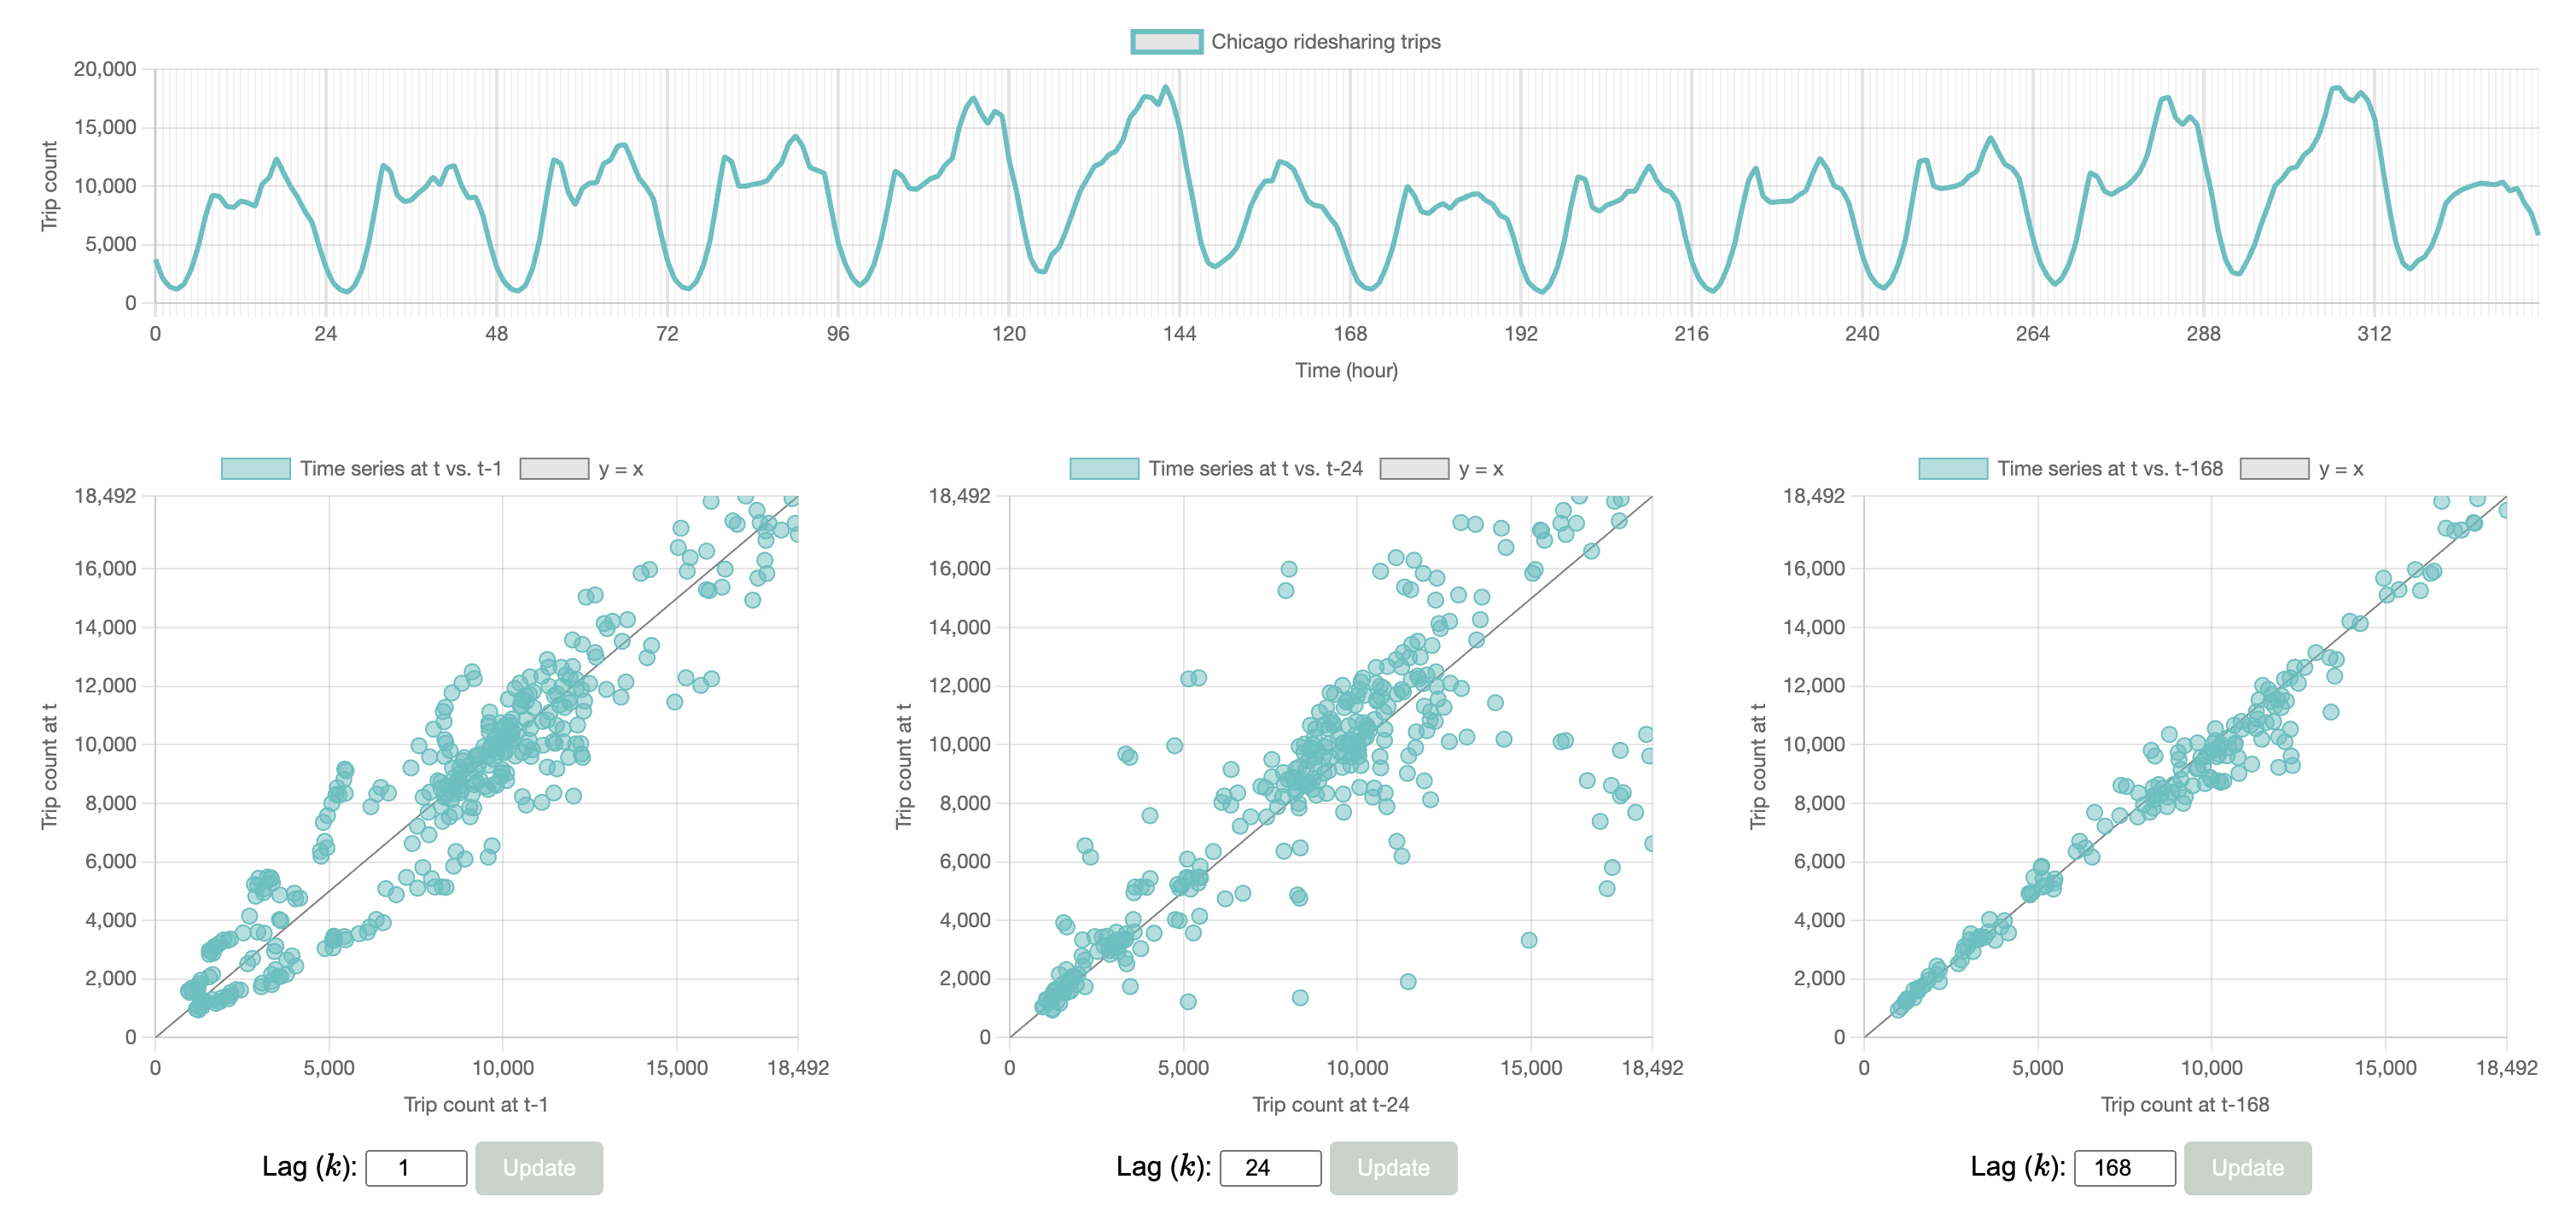 Chicago ridesharing trips
20,000
15,000
10,000
5,000
0
Trip count
0 24 48 72 96 120 144 168 192 216 240 264 288 312
Time (hour)
Time series at t vs. t-1 y = x
18,492
16,000
14,000
12,000
10,000
8,000
6,000
4,000
2,000
0
Trip count at t
0 5,000 10,000 15,000 18,492
Trip count at t-1
Lag (k): 1 Update
Time series at t vs. t-24 y = x
18,492
16,000
14,000
12,000
10,000
8,000
6,000
4,000
2,000
0
Trip count at t
0 5,000 10,000 15,000 18,492
Trip count at t-24
Lag (k): 24 Update
Time series at t vs. t-168 y = x
18,492
16,000
14,000
12,000
10,000
8,000
6,000
4,000
2,000
0
Trip count at t
0 5,000 10,000 15,000 18,492
Trip count at t-168
Lag (k): 168 Update